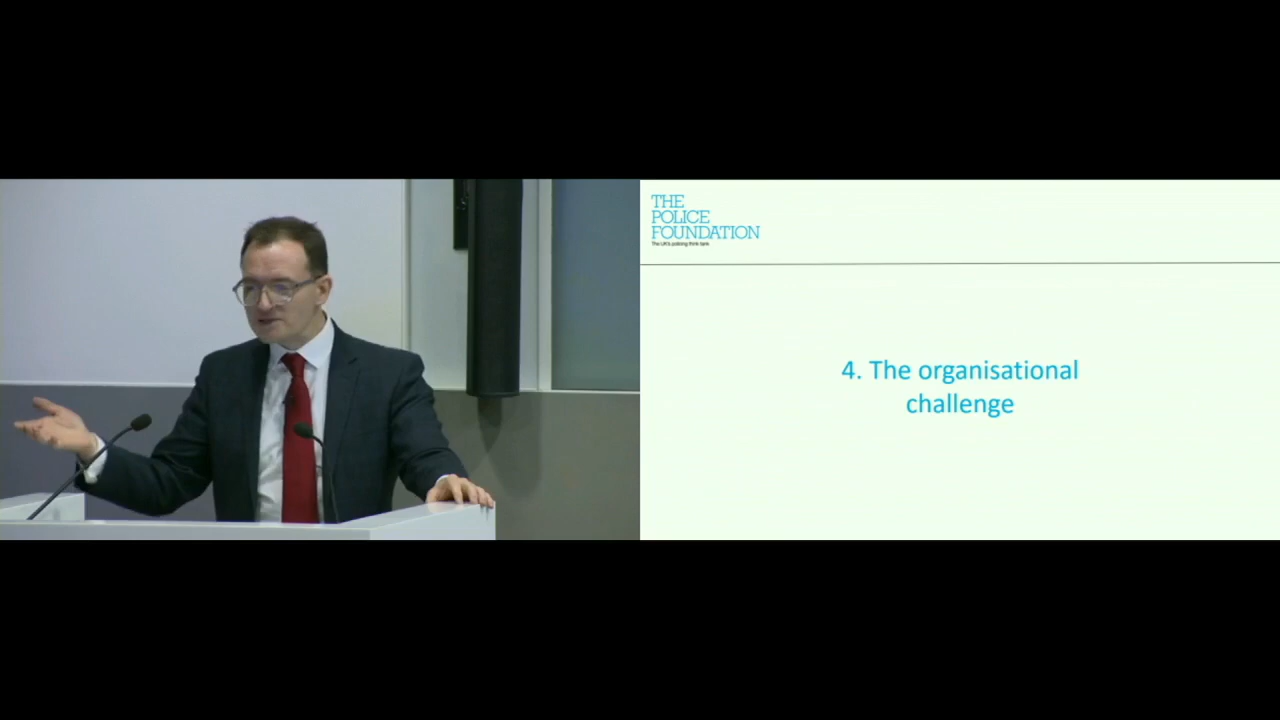 THE
POLICE
FOUNDATION
The UK's policing think tank
4. The organisational
challenge